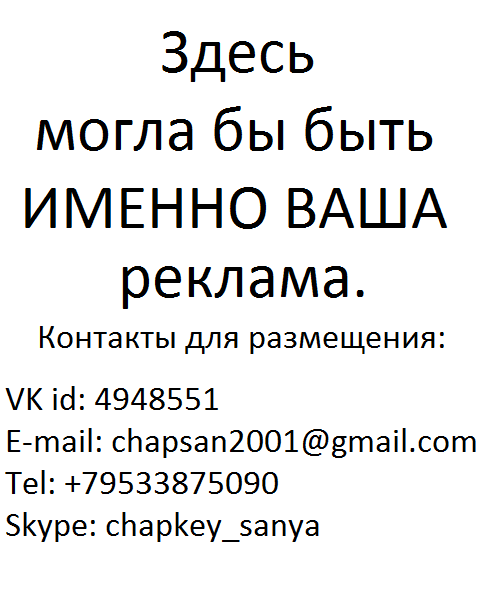 Здесь
могла бы быть
ИМЕННО ВАША
реклама.
Контакты для размещения:
VK id: 4948551
E-mail: chapsan2001@gmail.com
Tel: +79533875090
Skype: chapkey_sanya